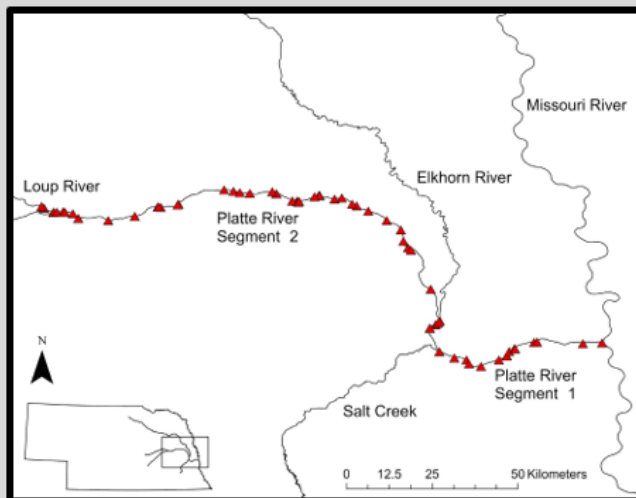 Missouri River
Elkhorn River
Loup River
Platte River
Segment 2
N
Platte River
Segment 1
Salt Creek
0 12.5 25 50 Kilometers